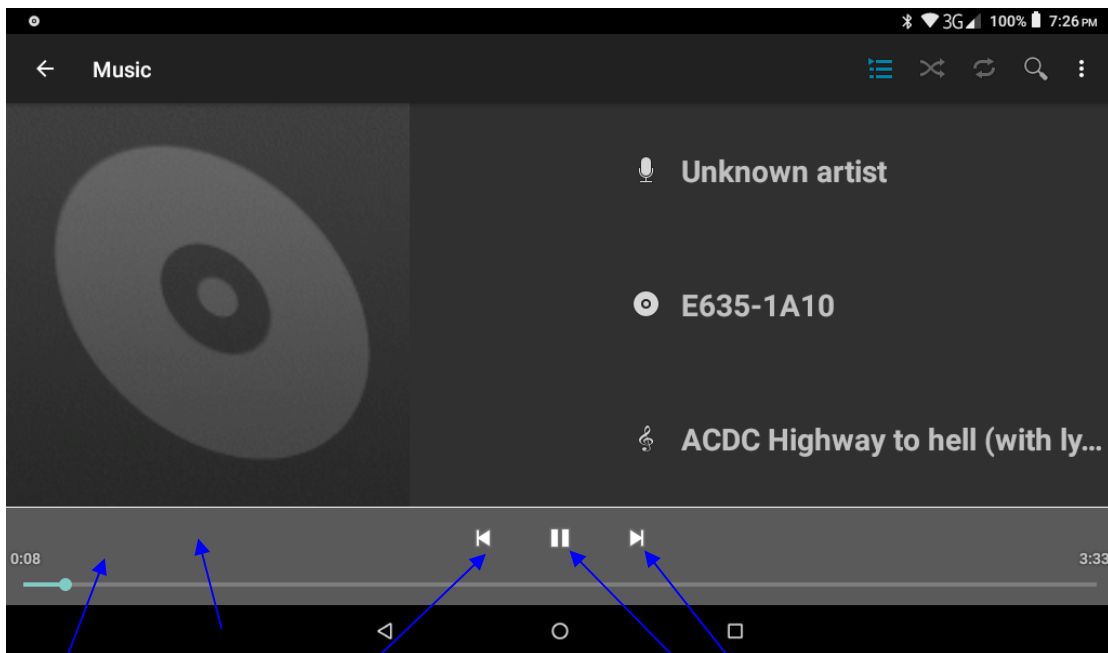 3G 100% 7:26 PM
Music
Unknown artist
E635-1A10
ACDC Highway to hell (with ly...
0:08 3:33